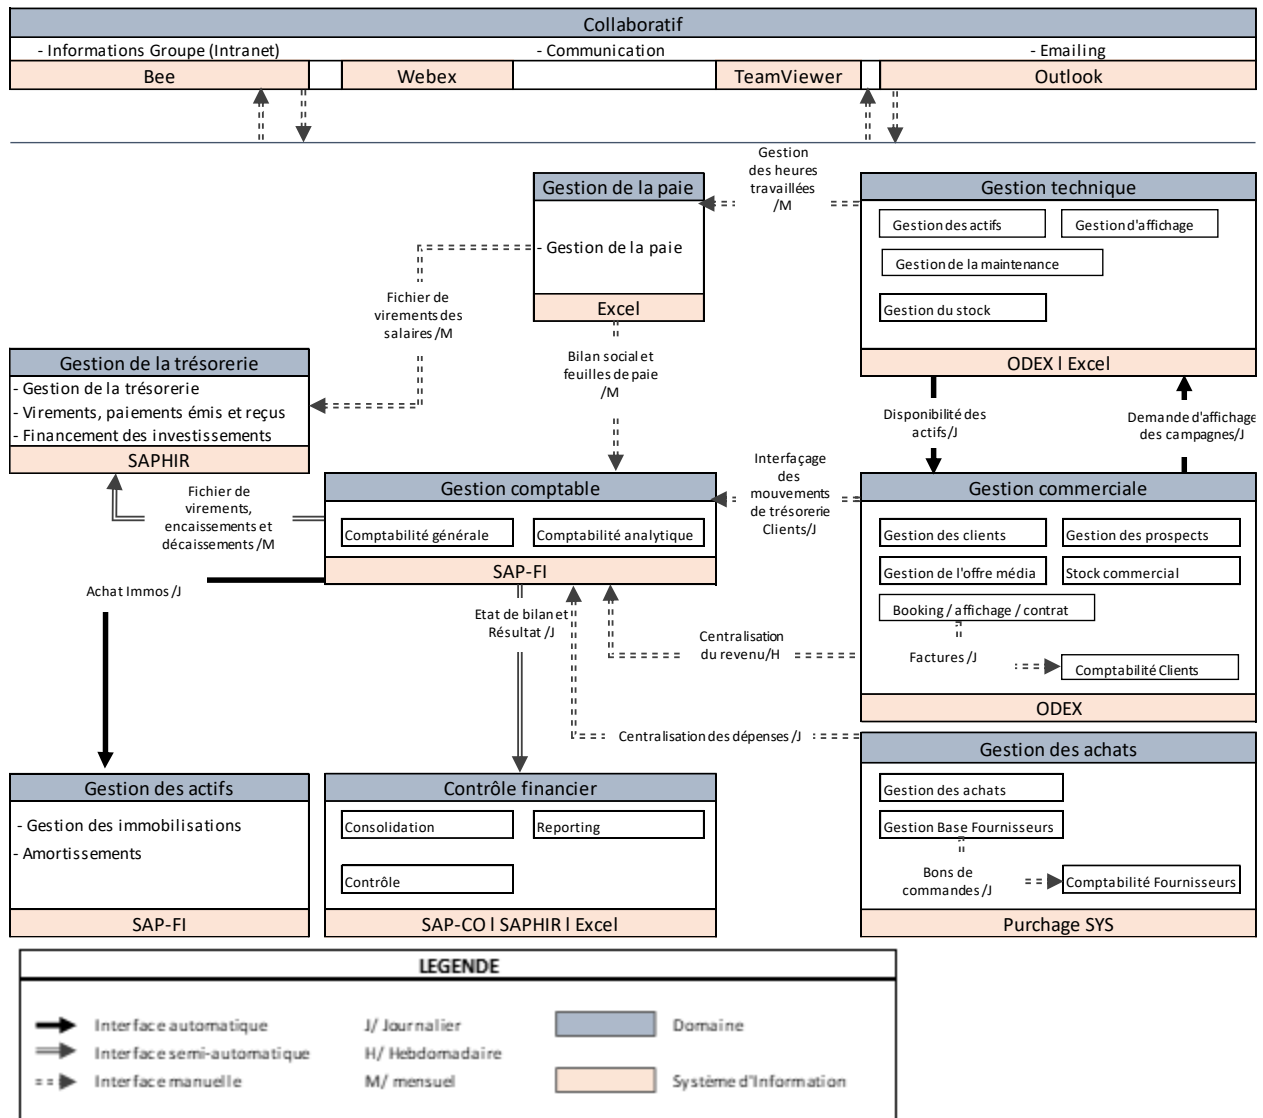 Collaboratif
- Informations Groupe (Intranet)
- Communication
- Emailing
Bee
Webex
TeamViewer
Outlook
Gestion
des heures
travaillées
/M
Gestion de la paie
- Gestion de la paie
Excel
Gestion technique
Gestion des actifs
Gestion d'affichage
Gestion de la maintenance
Gestion du stock
ODEX I Excel
Fichier de
virements des
salaires /M
Bilan social et
feuilles de paie
/M
Gestion de la trésorerie
- Gestion de la trésorerie
- Virements, paiements émis et reçus
- Financement des investissements
SAPHIR
Disponibilité des
actifs/J
Demande d'affichage
des campagnes/J
Fichier de
virements,
encaissements et
décaissements /M
Gestion comptable
Comptabilité générale
Comptabilité analytique
SAP-FI
Interfaçage
des
mouvements
de trésorerie
Clients/J
Gestion commerciale
Gestion des clients
Gestion des prospects
Gestion de l'offre média
Stock commercial
Booking / affichage / contrat
Factures /J
Comptabilité Clients
ODEX
Achat Immos /J
Etat de bilan et
Résultat /J
Centralisation
du revenu/H
Centralisation des dépenses /J
Gestion des achats
Gestion des achats
Gestion Base Fournisseurs
Bons de
commandes /J
Comptabilité Fournisseurs
Purchage SYS
Gestion des actifs
- Gestion des immobilisations
- Amortissements
SAP-FI
Contrôle financier
Consolidation
Reporting
Contrôle
SAP-CO I SAPHIR I Excel
LEGENDE
Interface automatique
J/ Journalier
Domaine
Interface semi-automatique
H/ Hebdomadaire
Interface manuelle
M/ mensuel
Système d'Information